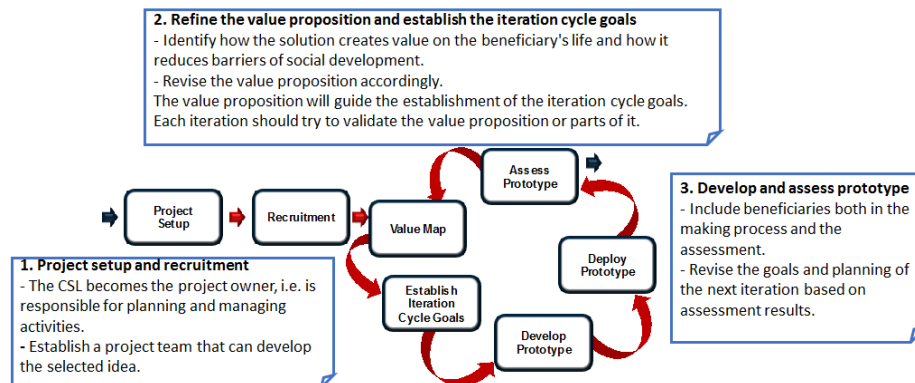 2. Refine the value proposition and establish the iteration cycle goals
- Identify how the solution creates value on the beneficiary's life and how it
reduces barriers of social development.
- Revise the value proposition accordingly.
The value proposition will guide the establishment of the iteration cycle goals.
Each iteration should try to validate the value proposition or parts of it.
Assess
Prototype
Project
Setup
Recruitment
Value Map
Deploy
Prototype
Establish
Iteration
Cycle Goals
Develop
Prototype
3. Develop and assess prototype
- Include beneficiaries both in the
making process and the
assessment.
- Revise the goals and planning of
the next iteration based on
assessment results.
1. Project setup and recruitment
- The CSL becomes the project owner, i.e. is
responsible for planning and managing
activities.
- Establish a project team that can develop
the selected idea.